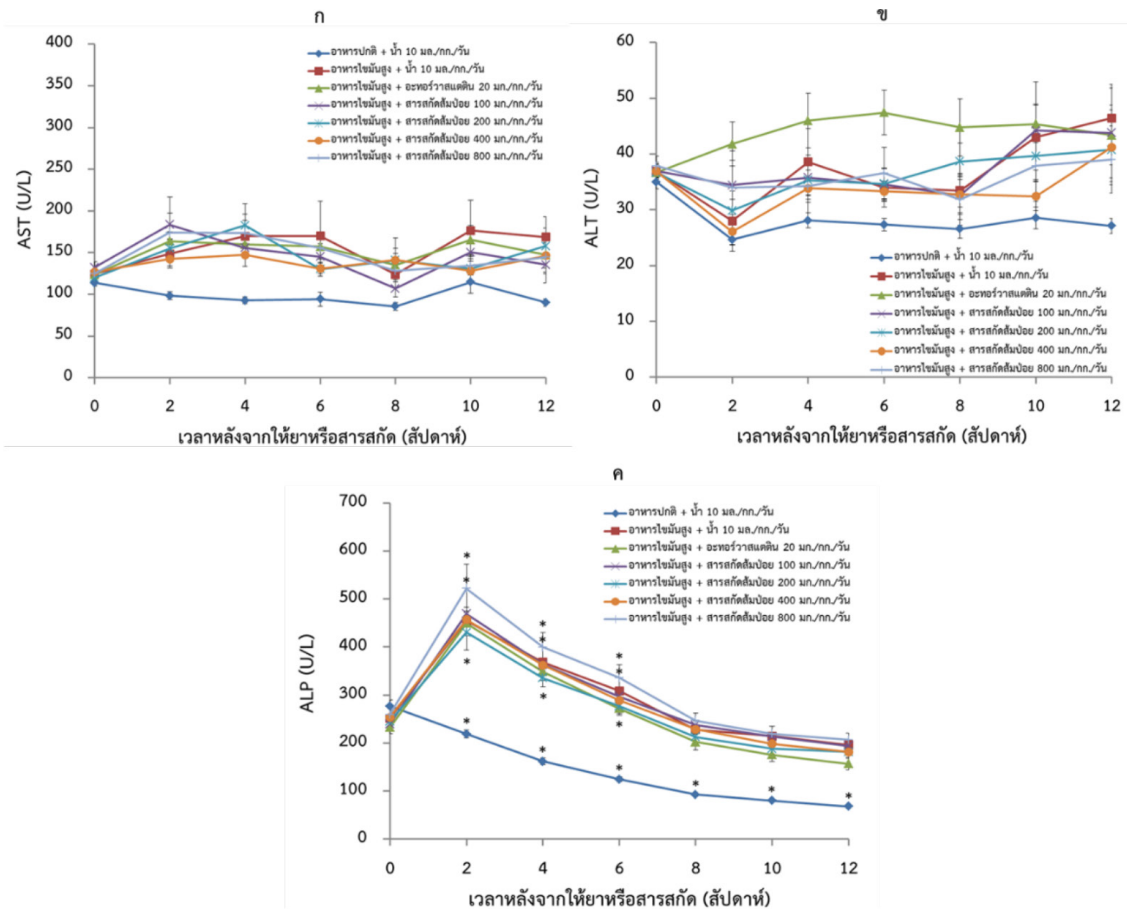 ก
AST (U/L)
400
350
300
250
200
150
100
50
0
0 2 4 6 8 10 12
เวลาหลังจากให้ยาหรือสารสกัด (สัปดาห์)
อาหารปกติ + น้ำ 10 มล./กก./วัน
อาหารไขมันสูง + น้ำ 10 มล./กก./วัน
อาหารไขมันสูง + อะทอร์วาสแตติน 20 มก./กก./วัน
อาหารไขมันสูง + สารสกัดส้มป่อย 100 มก./กก./วัน
อาหารไขมันสูง + สารสกัดส้มป่อย 200 มก./กก./วัน
อาหารไขมันสูง + สารสกัดส้มป่อย 400 มก./กก./วัน
อาหารไขมันสูง + สารสกัดส้มป่อย 800 มก./กก./วัน
ข
ALT (U/L)
60
50
40
30
20
10
0
0 2 4 6 8 10 12
เวลาหลังจากให้ยาหรือสารสกัด (สัปดาห์)
อาหารปกติ + น้ำ 10 มล./กก./วัน
อาหารไขมันสูง + น้ำ 10 มล./กก./วัน
อาหารไขมันสูง + อะทอร์วาสแตติน 20 มก./กก./วัน
อาหารไขมันสูง + สารสกัดส้มป่อย 100 มก./กก./วัน
อาหารไขมันสูง + สารสกัดส้มป่อย 200 มก./กก./วัน
อาหารไขมันสูง + สารสกัดส้มป่อย 400 มก./กก./วัน
อาหารไขมันสูง + สารสกัดส้มป่อย 800 มก./กก./วัน
ค
ALP (U/L)
700
600
500
400
300
200
100
0
0 2 4 6 8 10 12
เวลาหลังจากให้ยาหรือสารสกัด (สัปดาห์)
อาหารปกติ + น้ำ 10 มล./กก./วัน
อาหารไขมันสูง + น้ำ 10 มล./กก./วัน
อาหารไขมันสูง + อะทอร์วาสแตติน 20 มก./กก./วัน
อาหารไขมันสูง + สารสกัดส้มป่อย 100 มก./กก./วัน
อาหารไขมันสูง + สารสกัดส้มป่อย 200 มก./กก./วัน
อาหารไขมันสูง + สารสกัดส้มป่อย 400 มก./กก./วัน
อาหารไขมันสูง + สารสกัดส้มป่อย 800 มก./กก./วัน